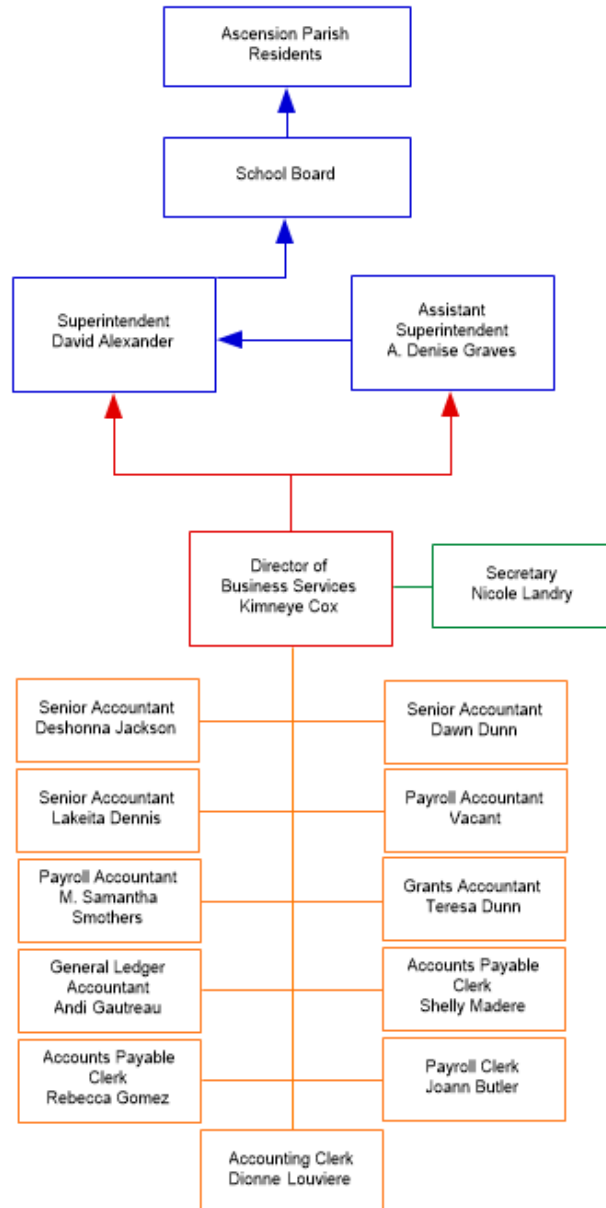 Ascension Parish
Residents
School Board
Superintendent
David Alexander
Assistant
Superintendent
A. Denise Graves
Director of
Business Services
Kimneye Cox
Secretary
Nicole Landry
Senior Accountant
Deshonna Jackson
Senior Accountant
Dawn Dunn
Senior Accountant
Lakeita Dennis
Payroll Accountant
Vacant
Payroll Accountant
M. Samantha
Smothers
Grants Accountant
Teresa Dunn
General Ledger
Accountant
Andi Gautreau
Accounts Payable
Clerk
Shelly Madere
Accounts Payable
Clerk
Rebecca Gomez
Payroll Clerk
Joann Butler
Accounting Clerk
Dionne Louviere